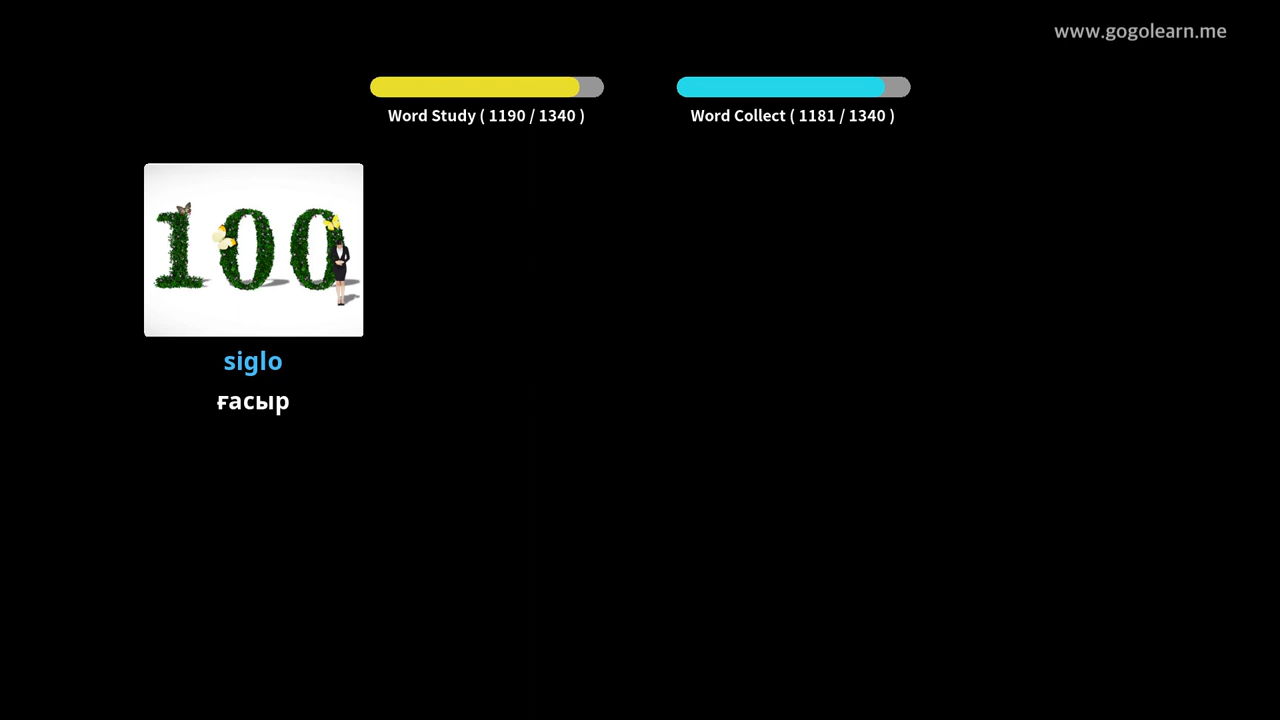 www.gogolearn.me
Word Study ( 1190 / 1340 )
Word Collect ( 1181 / 1340 )
100
siglo
ғасыр